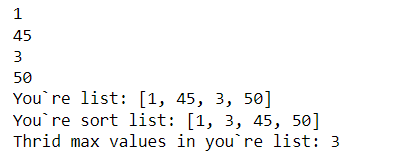 1
45
3
50
You`re list: [1, 45, 3, 50]
You`re sort list: [1, 3, 45, 50]
Thrid max values in you`re list: 3